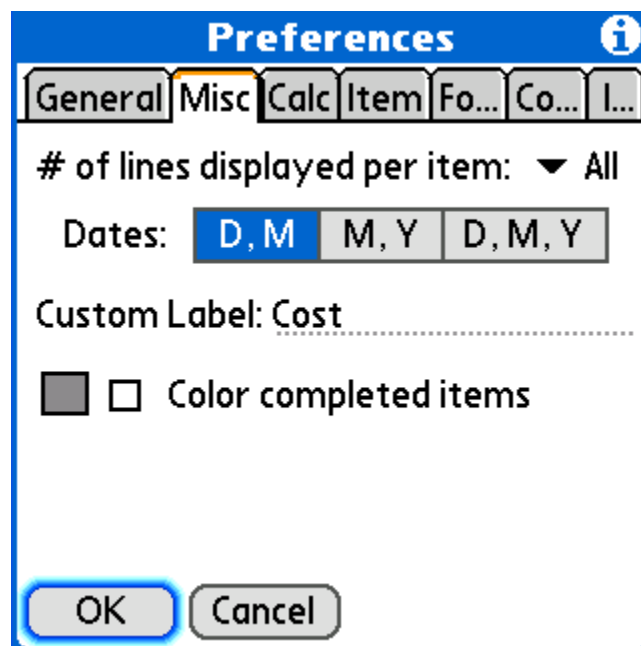 Preferences
General Misc Calc Item Fo... Co... I...
# of lines displayed per item: All
Dates: D, M M, Y D, M, Y
Custom Label: Cost
Color completed items
OK Cancel